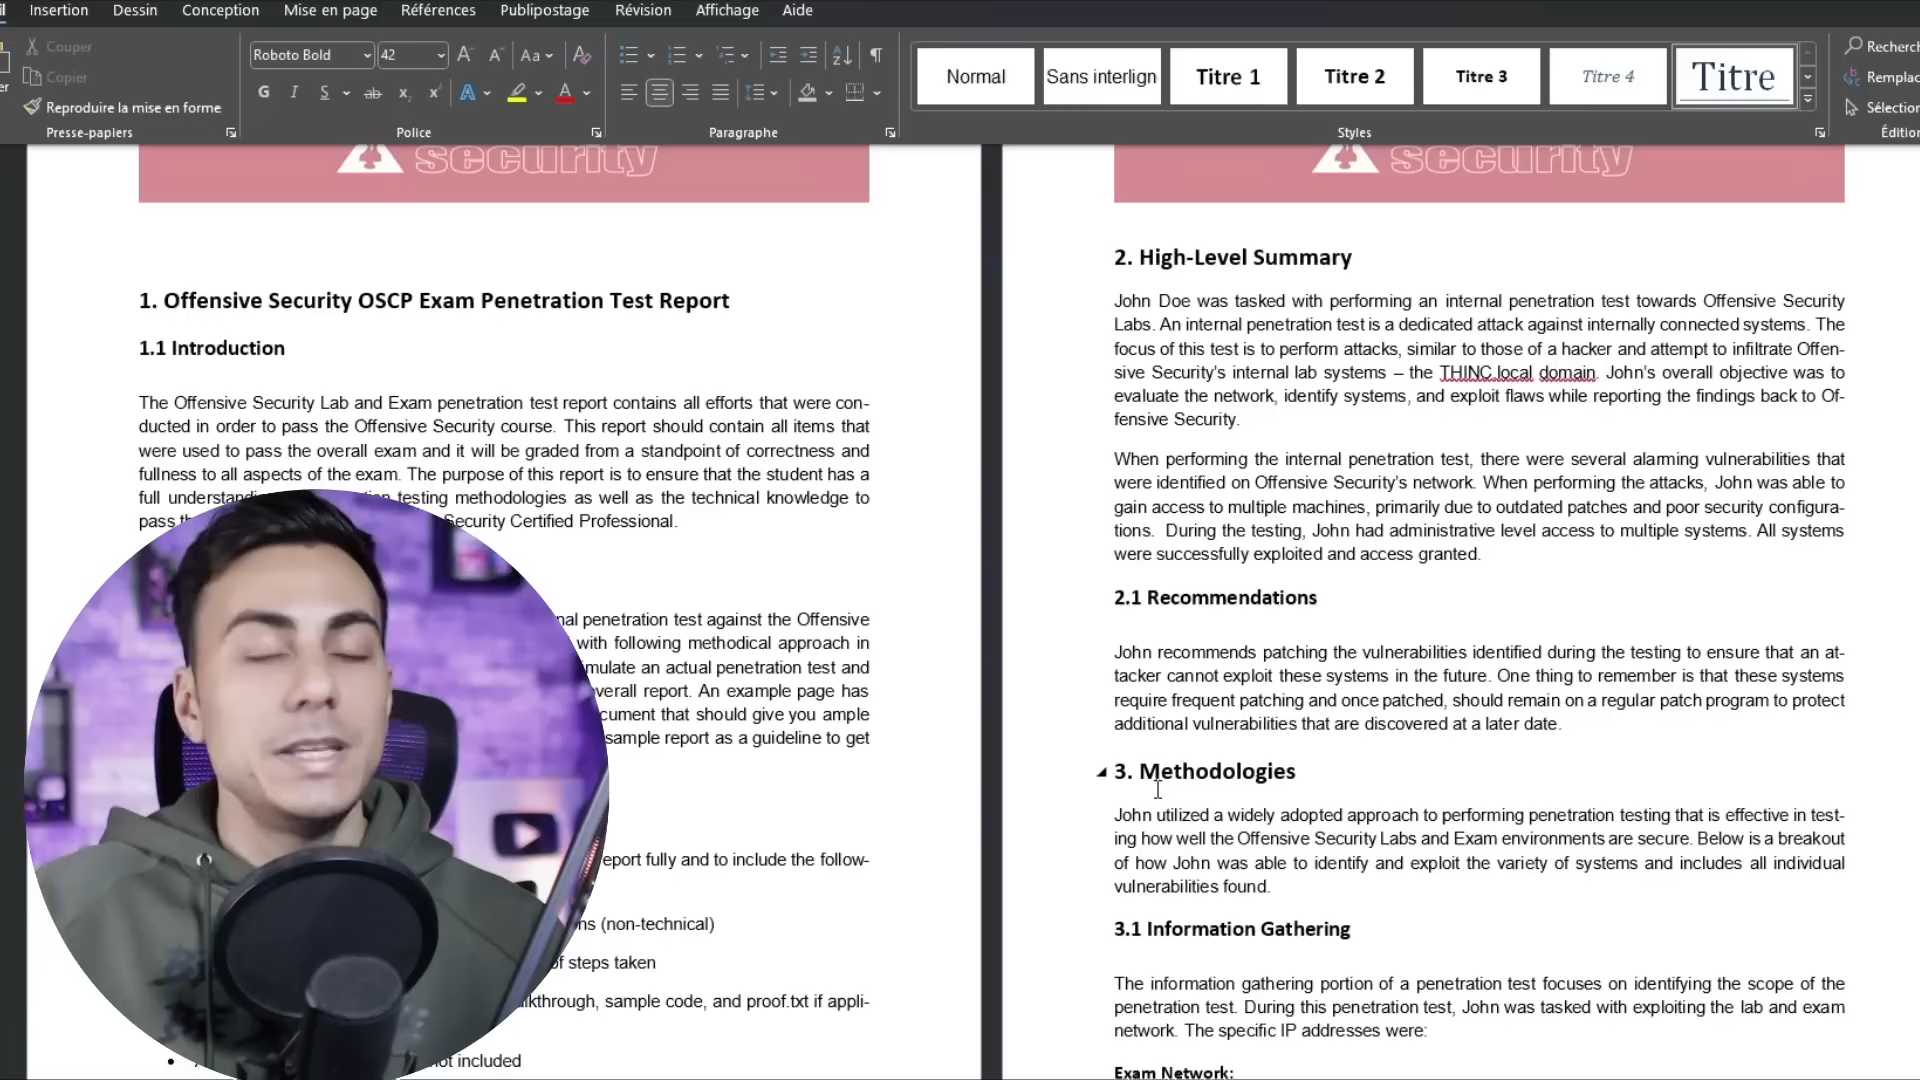 Insertion Dessin Conception Mise en page Références Publipostage Révision Affichage Aide
Couper
Copier
Reproduire la mise en forme
Presse-papiers
Roboto Bold 42
Aa
G I S ab x₂ x² A A
Police
Paragraphe
Normal Sans interlign Titre 1 Titre 2 Titre 3 Titre 4 Titre
Styles
Recherch
Remplac
Sélection
Édition
security
1. Offensive Security OSCP Exam Penetration Test Report
1.1 Introduction
The Offensive Security Lab and Exam penetration test report contains all efforts that were con-
ducted in order to pass the Offensive Security course. This report should contain all items that
were used to pass the overall exam and it will be graded from a standpoint of correctness and
fullness to all aspects of the exam. The purpose of this report is to ensure that the student has a
full testing methodologies as well as the technical knowledge to
pass Security Certified Professional.
penetration test against the Offensive
with following methodical approach in
an actual penetration test and
report. An example page has
that should give you ample
sample report as a guideline to get
fully and to include the follow-
(non-technical)
of steps taken
sample code, and proof.txt if appli-
included
security
2. High-Level Summary
John Doe was tasked with performing an internal penetration test towards Offensive Security
Labs. An internal penetration test is a dedicated attack against internally connected systems. The
focus of this test is to perform attacks, similar to those of a hacker and attempt to infiltrate Offen-
sive Security's internal lab systems – the THINC.local domain. John's overall objective was to
evaluate the network, identify systems, and exploit flaws while reporting the findings back to Of-
fensive Security.
When performing the internal penetration test, there were several alarming vulnerabilities that
were identified on Offensive Security's network. When performing the attacks, John was able to
gain access to multiple machines, primarily due to outdated patches and poor security configura-
tions. During the testing, John had administrative level access to multiple systems. All systems
were successfully exploited and access granted.
2.1 Recommendations
John recommends patching the vulnerabilities identified during the testing to ensure that an at-
tacker cannot exploit these systems in the future. One thing to remember is that these systems
require frequent patching and once patched, should remain on a regular patch program to protect
additional vulnerabilities that are discovered at a later date.
3. Methodologies
John utilized a widely adopted approach to performing penetration testing that is effective in test-
ing how well the Offensive Security Labs and Exam environments are secure. Below is a breakout
of how John was able to identify and exploit the variety of systems and includes all individual
vulnerabilities found.
3.1 Information Gathering
The information gathering portion of a penetration test focuses on identifying the scope of the
penetration test. During this penetration test, John was tasked with exploiting the lab and exam
network. The specific IP addresses were:
Exam Network: